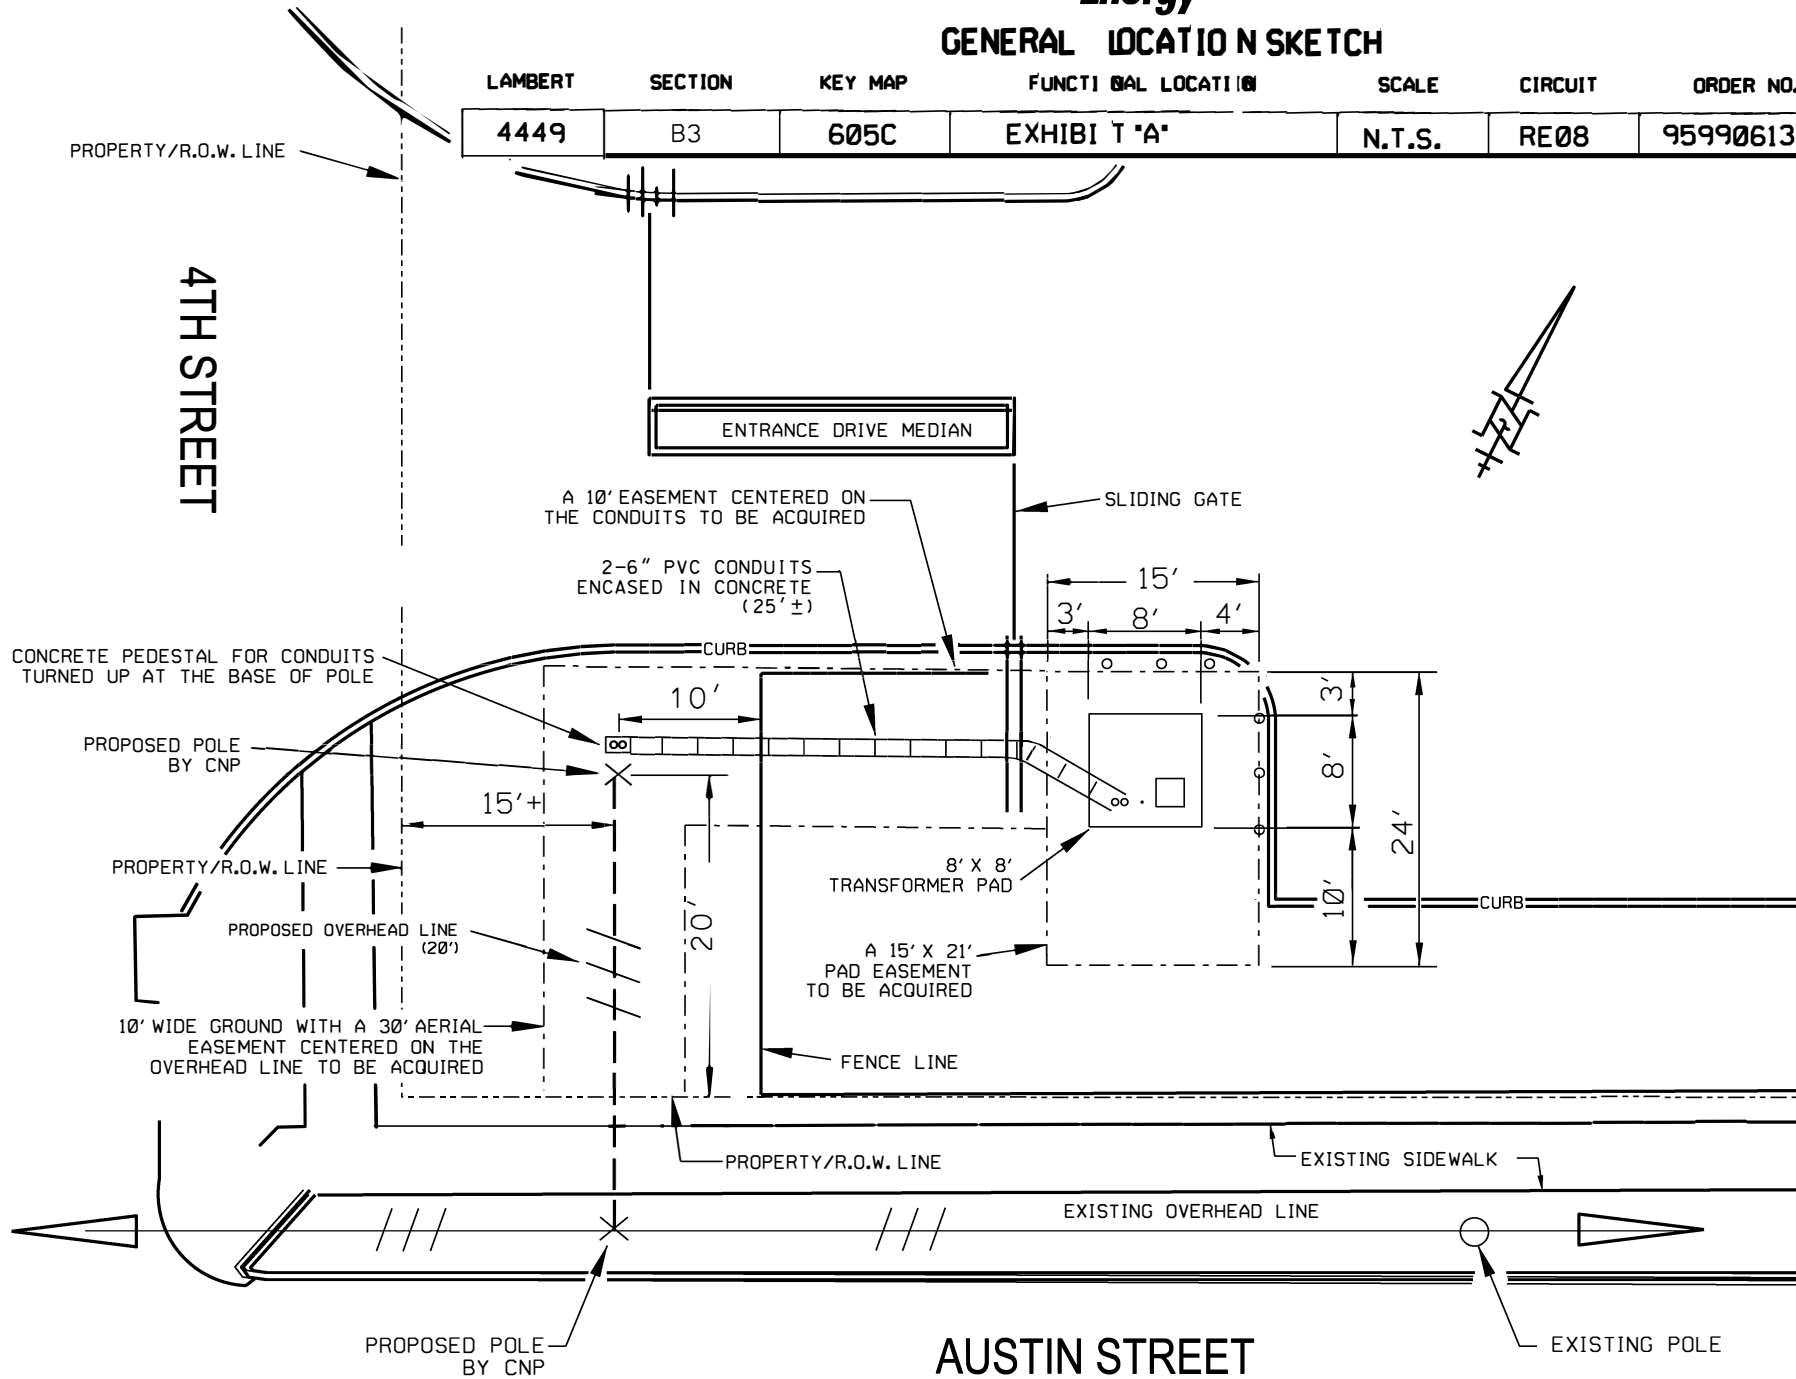 Energy
GENERAL LOCATION SKETCH
LAMBERT SECTION KEY MAP FUNCTIONAL LOCATION SCALE CIRCUIT ORDER NO.
4449 B3 605C EXHIBIT "A" N.T.S. RE08 95990613
PROPERTY/R.O.W. LINE
4TH STREET
ENTRANCE DRIVE MEDIAN
A 10' EASEMENT CENTERED ON
THE CONDUITS TO BE ACQUIRED
SLIDING GATE
2-6" PVC CONDUITS
ENCASED IN CONCRETE
(25'±)
15'
3' 8' 4'
CURB
CONCRETE PEDESTAL FOR CONDUITS
TURNED UP AT THE BASE OF POLE
10'
3'
PROPOSED POLE
BY CNP
8'
15'+
24'
PROPERTY/R.O.W. LINE
8' X 8'
TRANSFORMER PAD
10'
CURB
20'
PROPOSED OVERHEAD LINE
(20')
A 15' X 21'
PAD EASEMENT
TO BE ACQUIRED
10' WIDE GROUND WITH A 30' AERIAL
EASEMENT CENTERED ON THE
OVERHEAD LINE TO BE ACQUIRED
FENCE LINE
PROPERTY/R.O.W. LINE
EXISTING SIDEWALK
EXISTING OVERHEAD LINE
PROPOSED POLE
BY CNP
AUSTIN STREET
EXISTING POLE